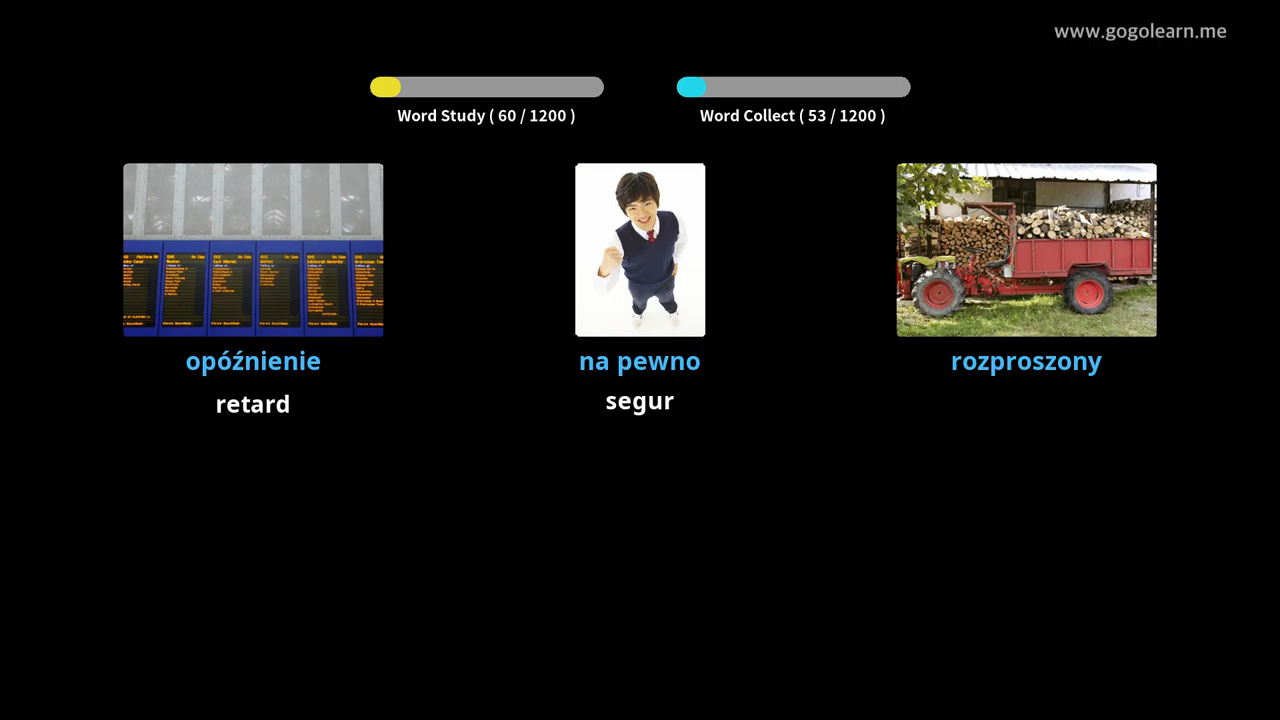 www.gogolearn.me
Word Study ( 60 / 1200 )
Word Collect ( 53 / 1200 )
opóźnienie
na pewno
rozproszony
retard
segur